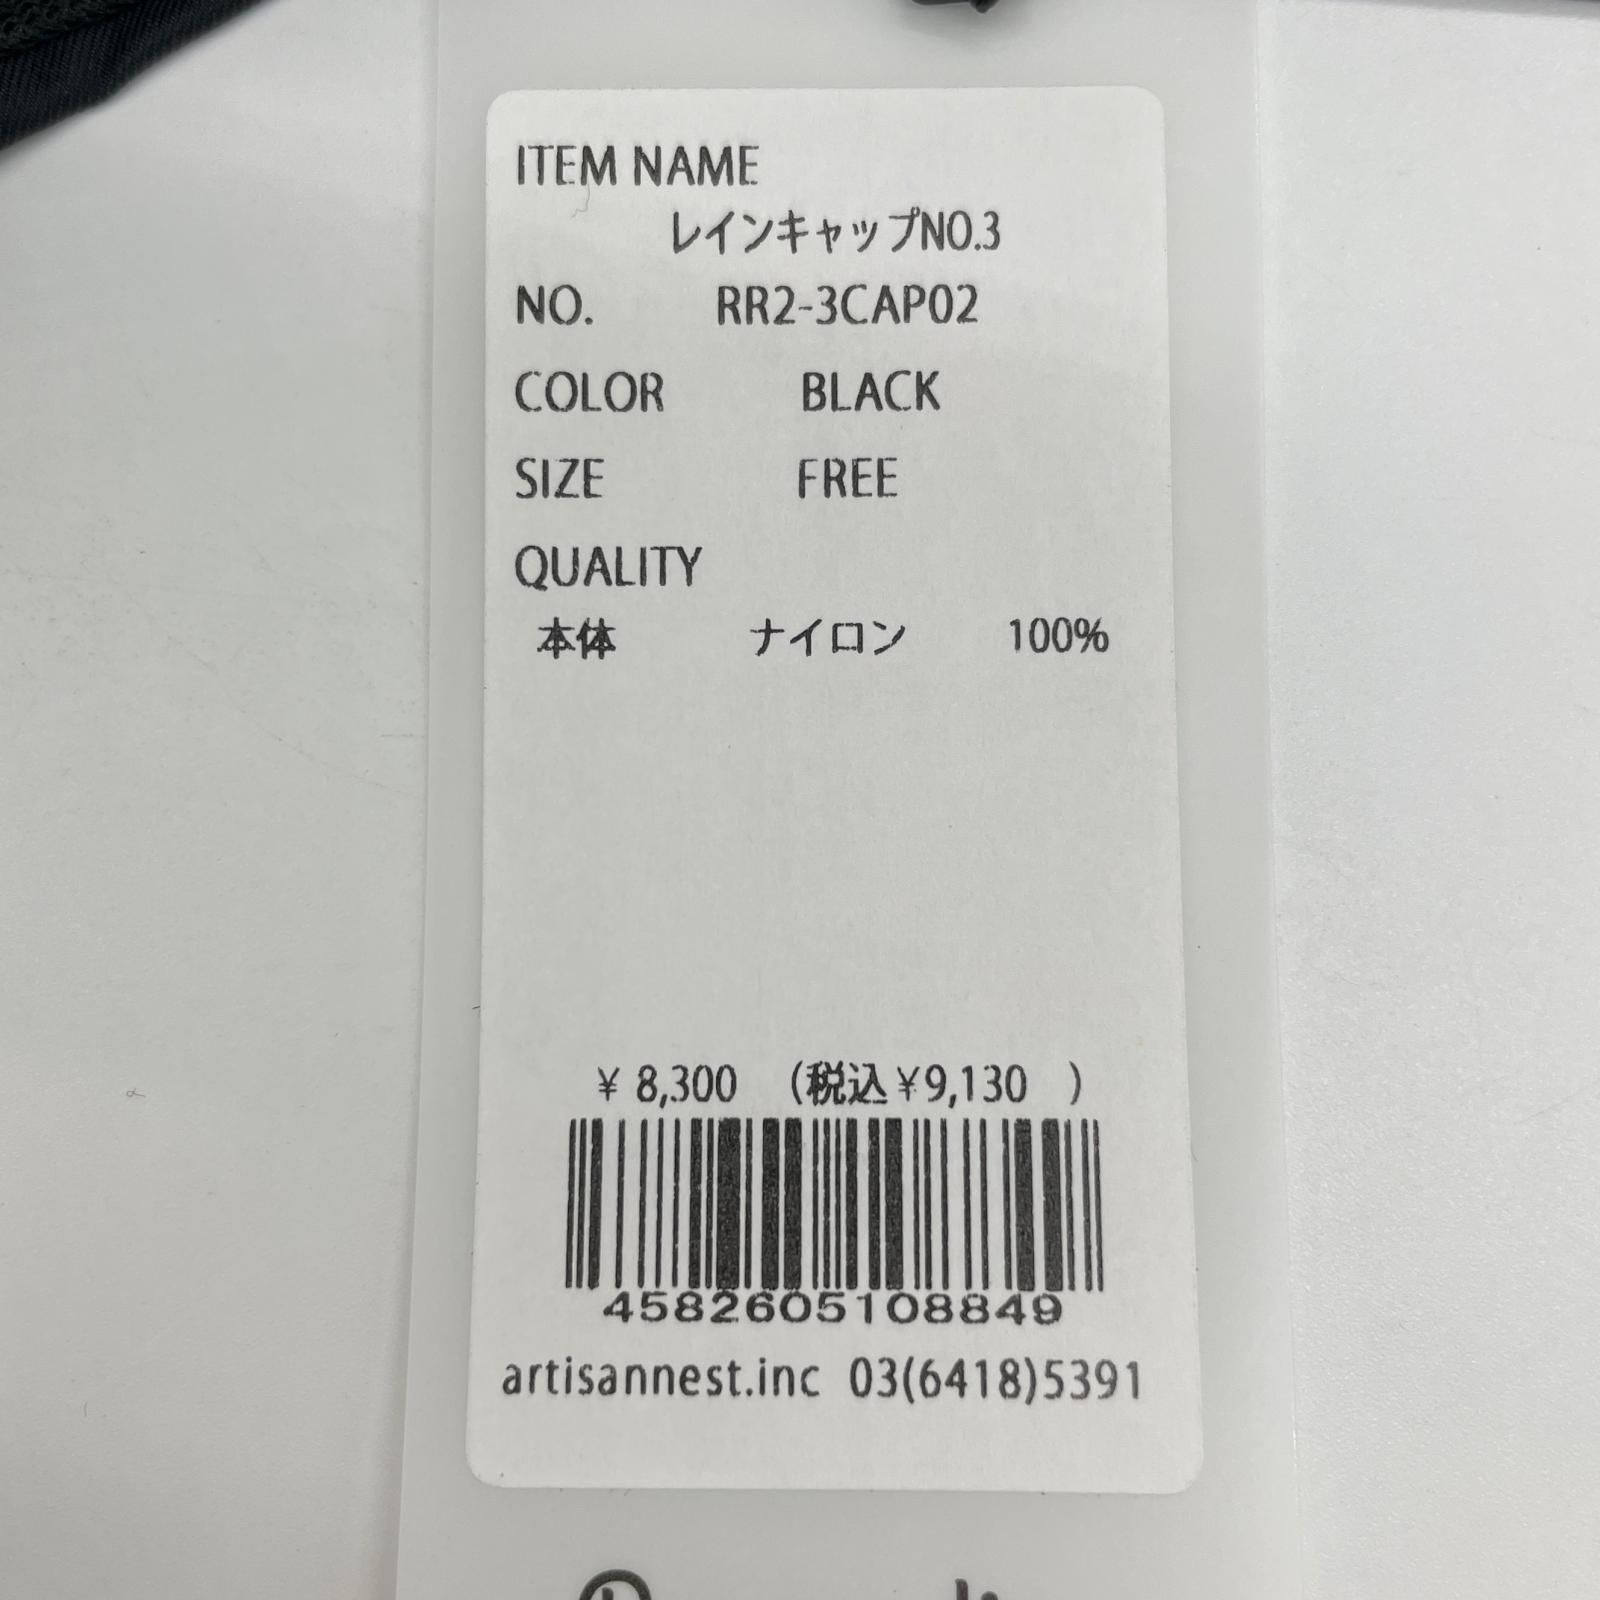 ITEM NAME
レインキャップNO.3
NO. RR2-3CAP02
COLOR BLACK
SIZE FREE
QUALITY
本体 ナイロン 100%
¥ 8,300 (税込¥9,130 )
4582605108849
artisannest.inc 03(6418)5391